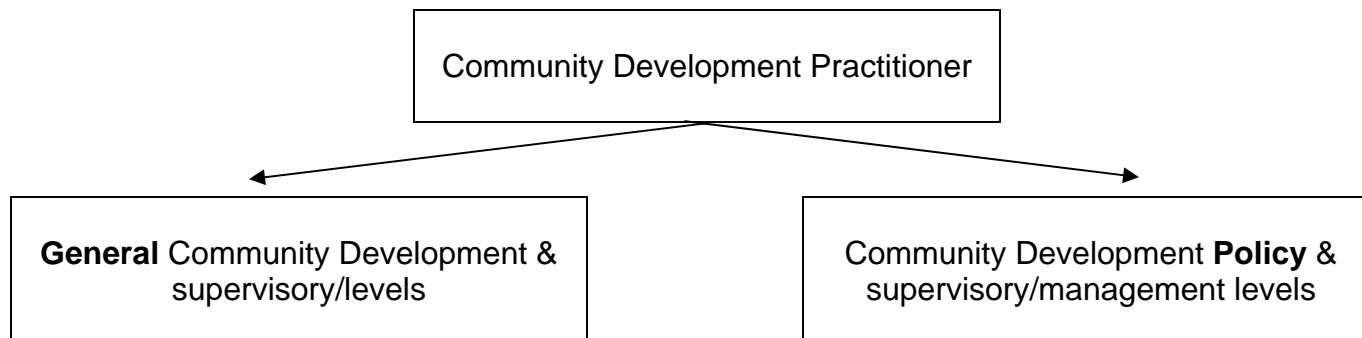 Community Development Practitioner
General Community Development &
supervisory/levels
Community Development Policy &
supervisory/management levels